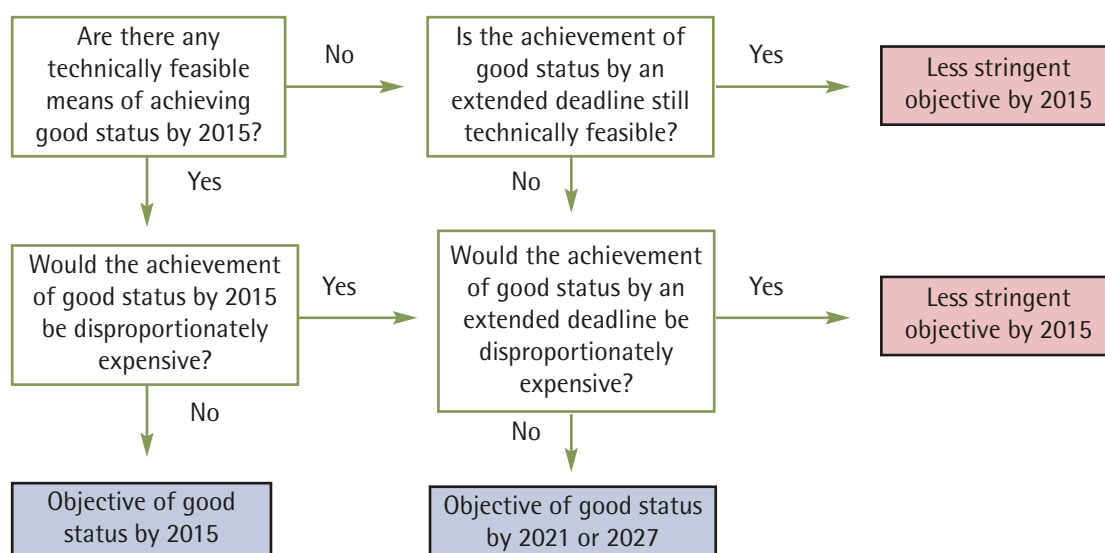 Are there any
technically feasible
means of achieving
good status by 2015?
No
Is the achievement of
good status by an
extended deadline still
technically feasible?
Yes
Less stringent
objective by 2015
Yes
No
Would the achievement
of good status by 2015
be disproportionately
expensive?
Yes
Would the achievement
of good status by an
extended deadline be
disproportionately
expensive?
Yes
Less stringent
objective by 2015
No
No
Objective of good
status by 2015
Objective of good status
by 2021 or 2027